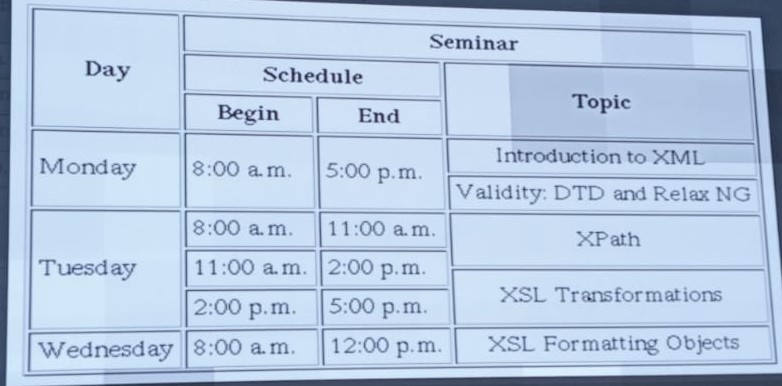 Seminar
Day
Schedule
Topic
Begin End
Monday 8:00 a.m. 5:00 p.m. Introduction to XML
Validity: DTD and Relax NG
Tuesday 8:00 a.m. 11:00 a.m. XPath
11:00 a.m. 2:00 p.m.
2:00 p.m. 5:00 p.m. XSL Transformations
Wednesday 8:00 a.m. 12:00 p.m. XSL Formatting Objects